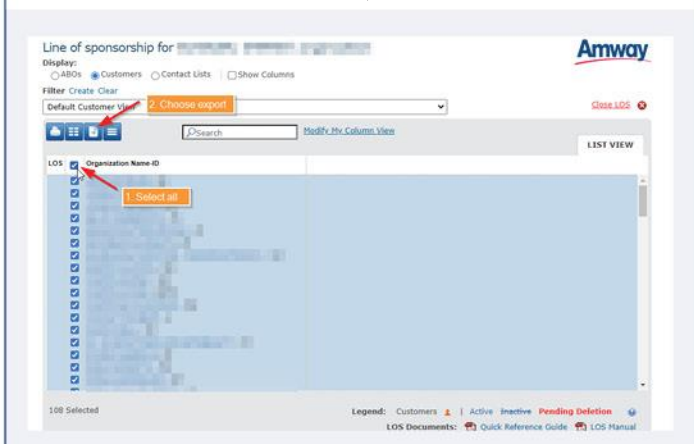 Line of sponsorship for
Amway
Display:
ABOs Customers Contact Lists | Show Columns
Filter Create Clear
Default Customer View
2. Choose export
Close LOS
Search
Modify My Column View
LIST VIEW
LOS Organization Name-ID
1. Select all
108 Selected
Legend: Customers | Active Inactive Pending Deletion
LOS Documents: Quick Reference Guide LOS Manual